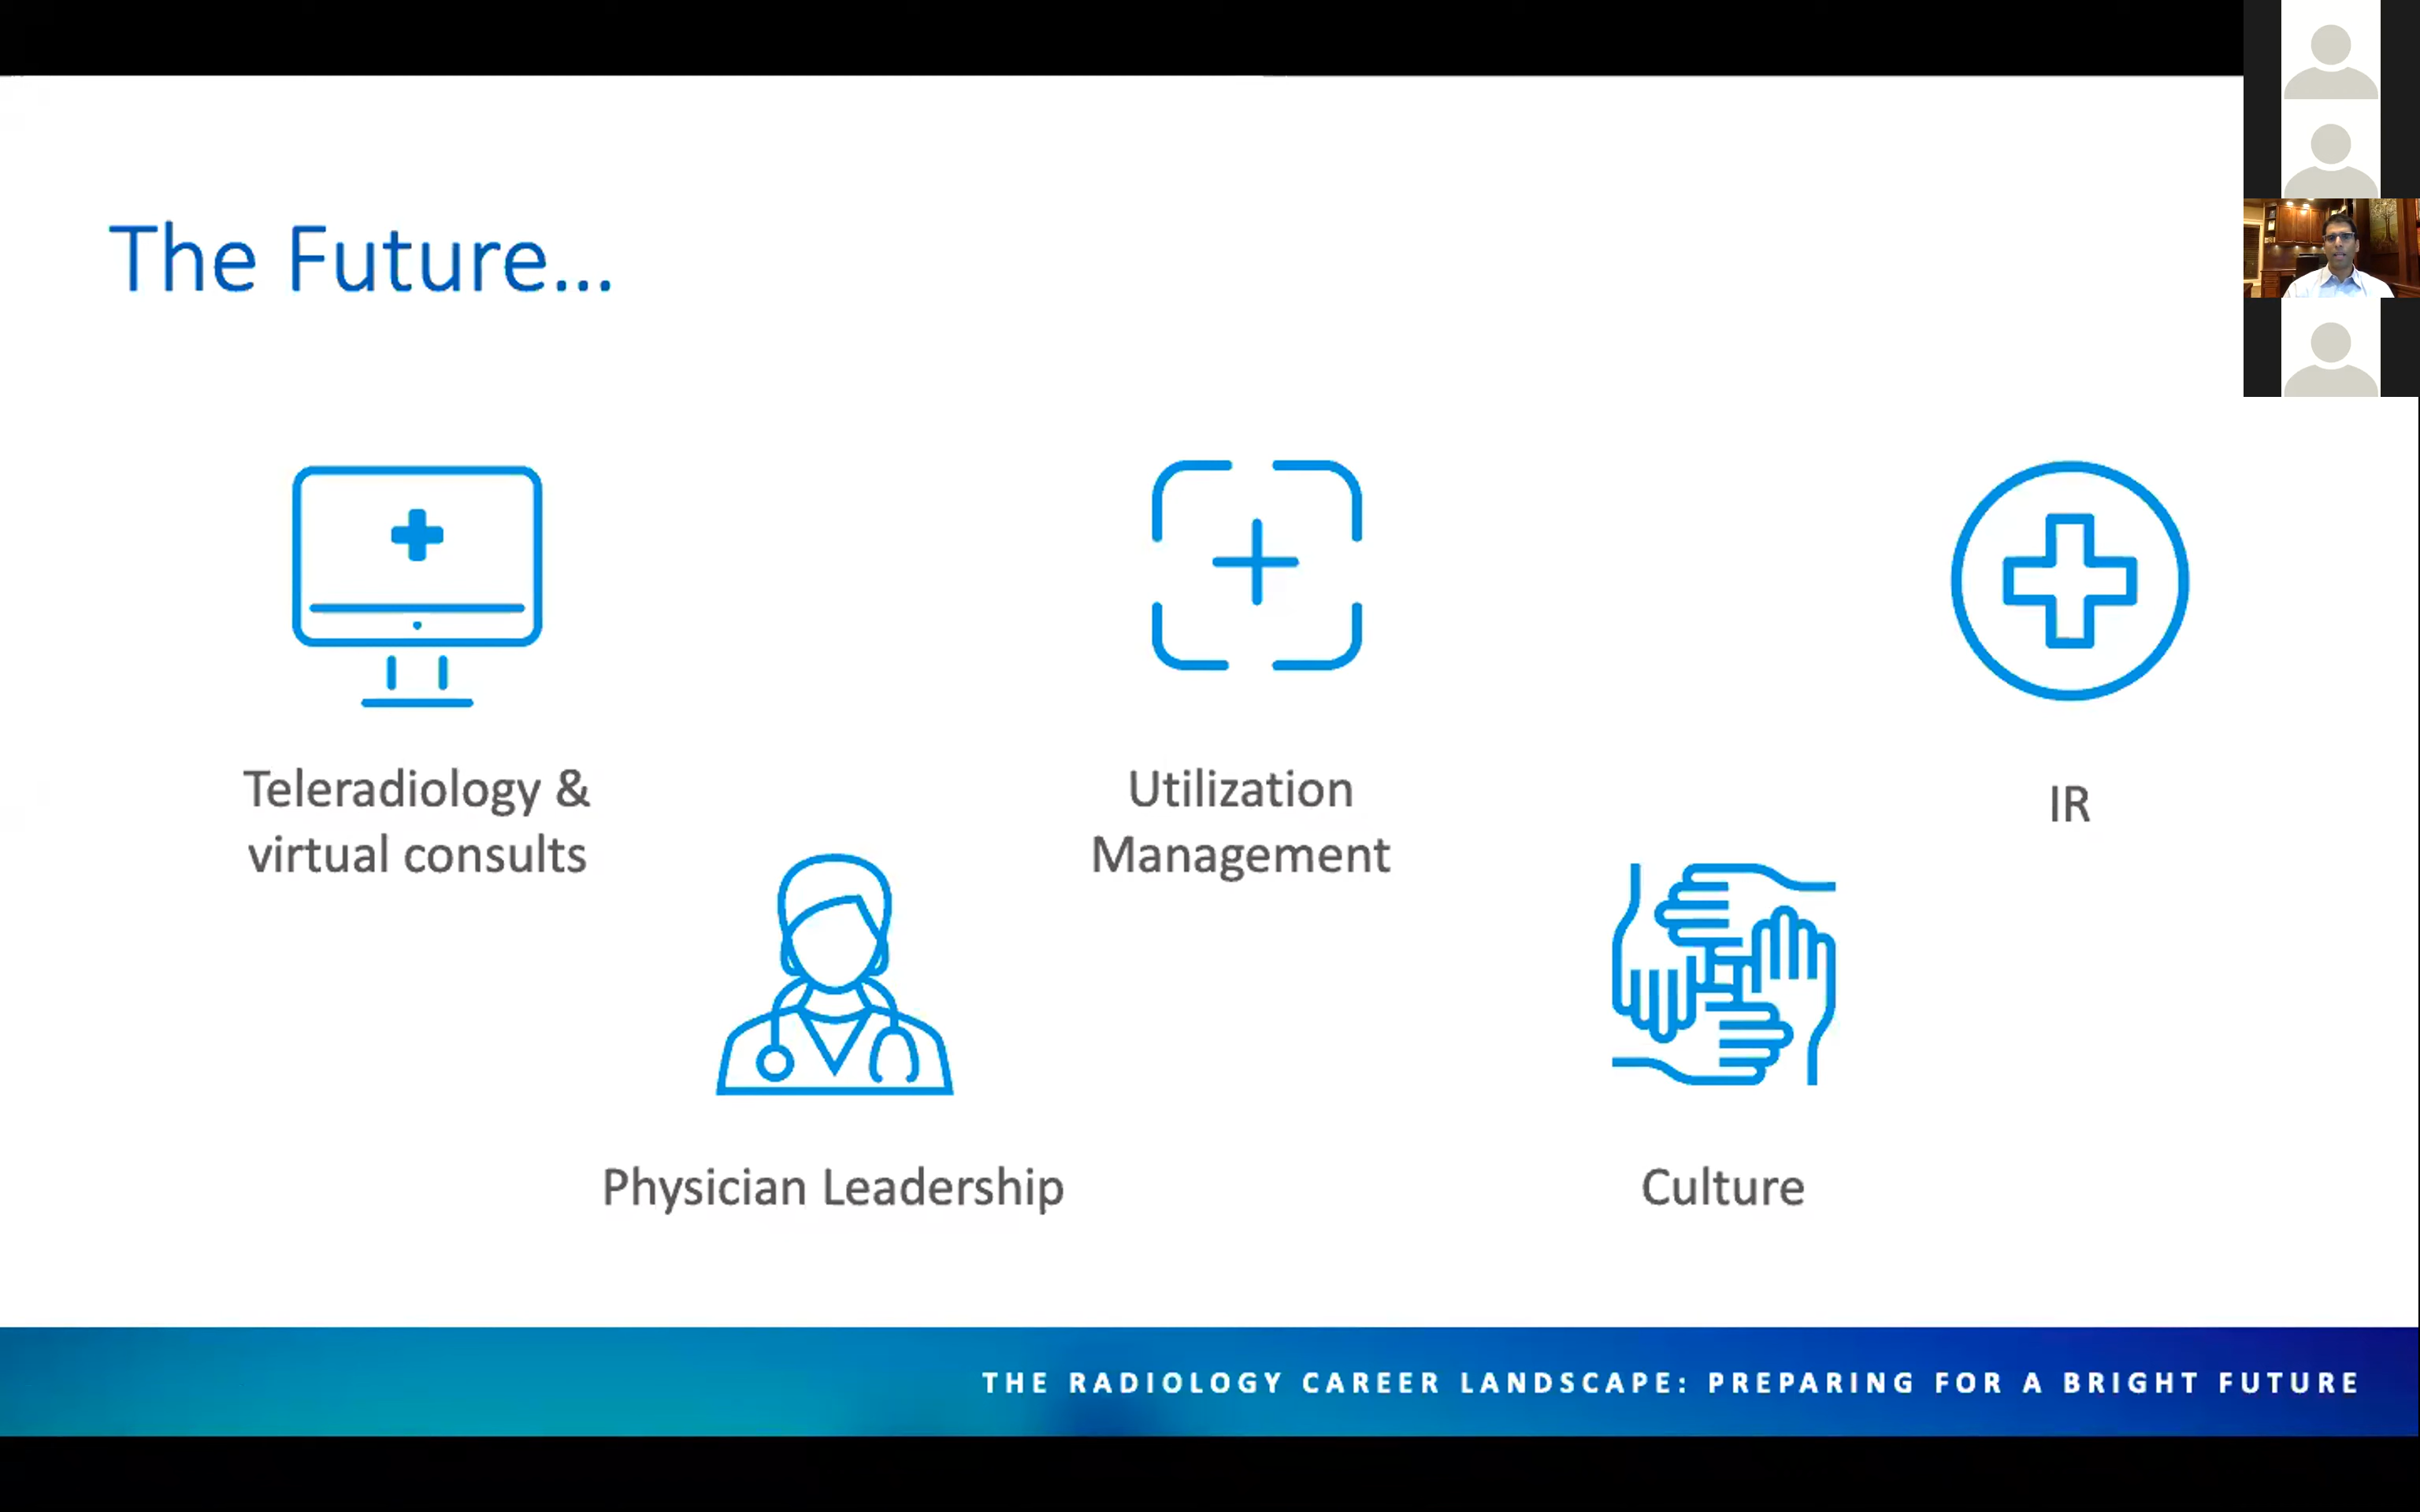 The Future...
Teleradiology &
virtual consults
Utilization
Management
IR
Physician Leadership
Culture
THE RADIOLOGY CAREER LANDSCAPE: PREPARING FOR A BRIGHT FUTURE